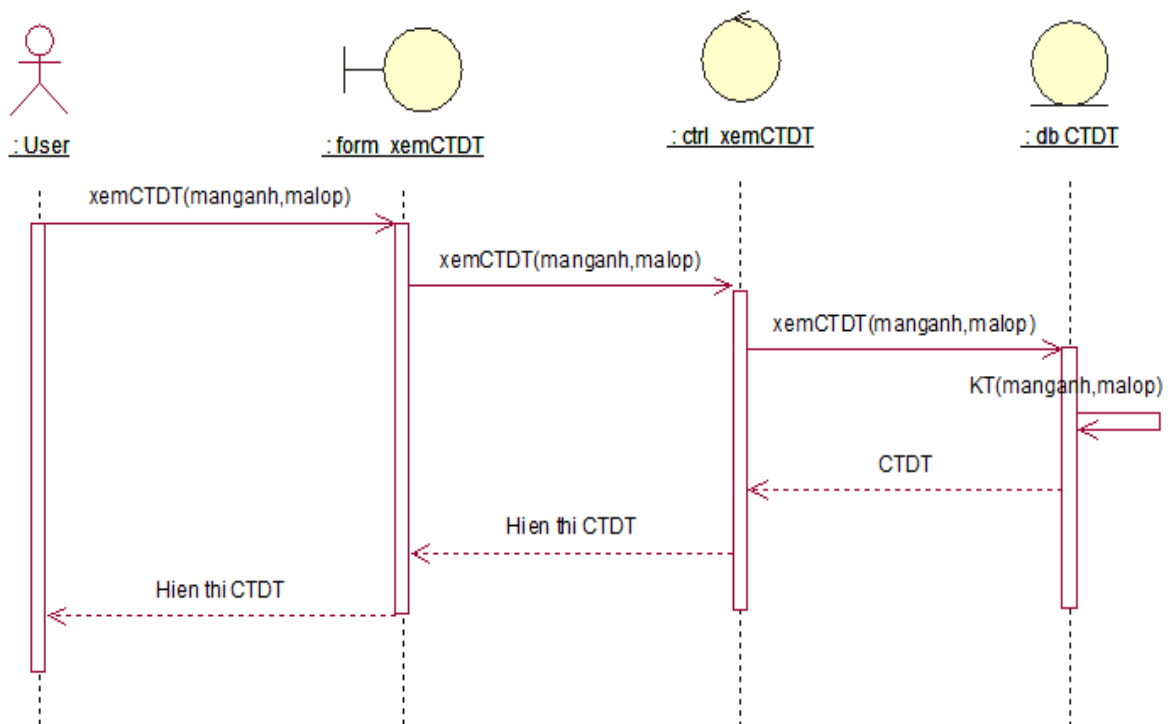 : User
: form_xemCTDT
: ctrl_xemCTDT
: db CTDT
xemCTDT(manganh,malop)
xemCTDT(manganh,malop)
xemCTDT(manganh,malop)
KT(manganh,malop)
CTDT
Hien thi CTDT
Hien thi CTDT